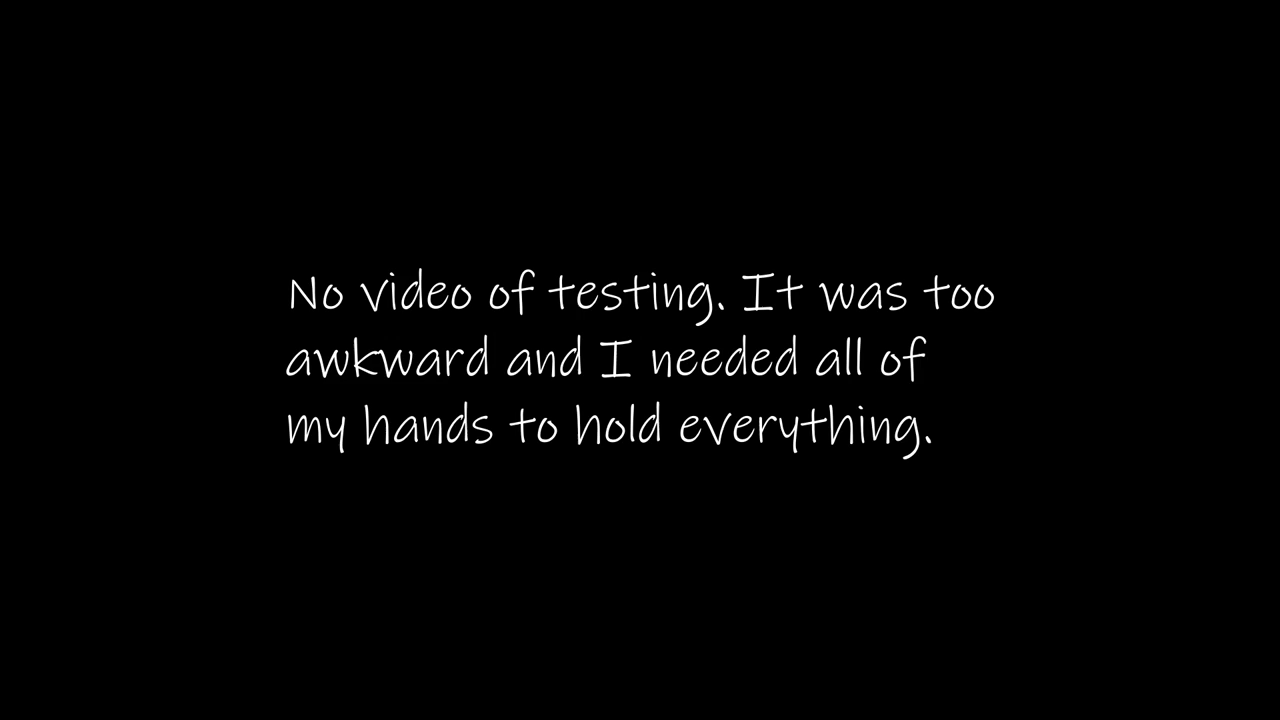 No video of testing. It was too
awkward and I needed all of
my hands to hold everything.